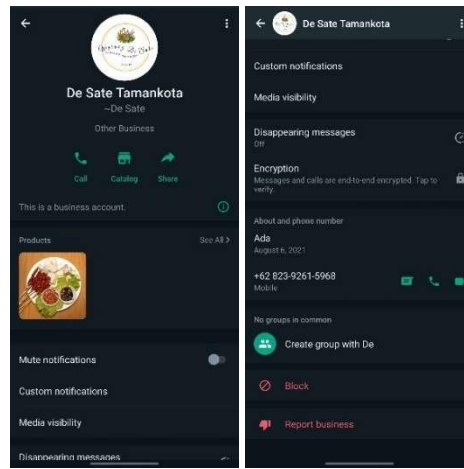 De Sate Tamankota
~De Sate
Other Business
Call
Catalog
Share
This is a business account.
Products
See All >
Mute notifications
Custom notifications
Media visibility
Disappearing messages
De Sate Tamankota
Custom notifications
Media visibility
Disappearing messages
Off
Encryption
Messages and calls are end-to-end encrypted. Tap to
verify.
About and phone number
Ada
August 6, 2021
+62 823-9261-5968
Mobile
No groups in common
Create group with De
Block
Report business